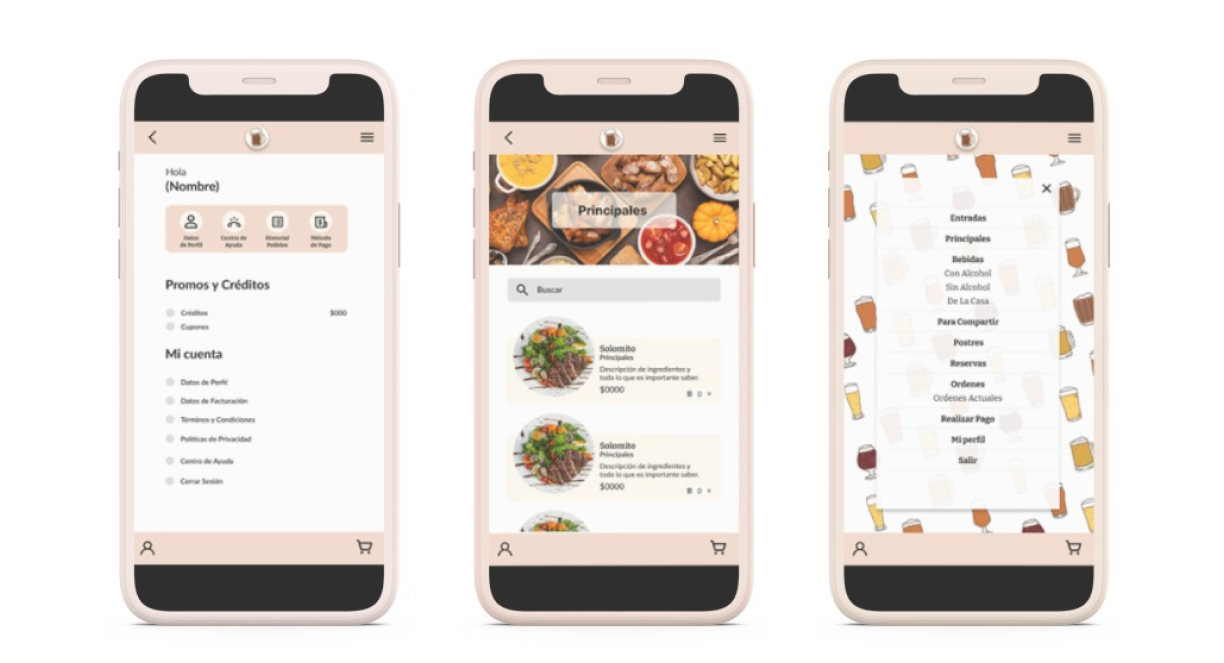 Hola
(Nombre)
Datos
de Perfil
Centro de
Ayuda
Historial
Pedidos
Método
de Pago
Promos y Créditos
Créditos $000
Cupones
Mi cuenta
Datos de Perfil
Datos de Facturación
Términos y Condiciones
Políticas de Privacidad
Centro de Ayuda
Cerrar Sesión
Principales
Buscar
Solomito
Principales
Descripción de ingredientes y
todo lo que es importante saber.
$0000
0 +
Solomito
Principales
Descripción de ingredientes y
todo lo que es importante saber.
$0000
0 +
Entradas
Principales
Bebidas
Con Alcohol
Sin Alcohol
De La Casa
Para Compartir
Postres
Reservas
Ordenes
Ordenes Actuales
Realizar Pago
Mi perfil
Salir